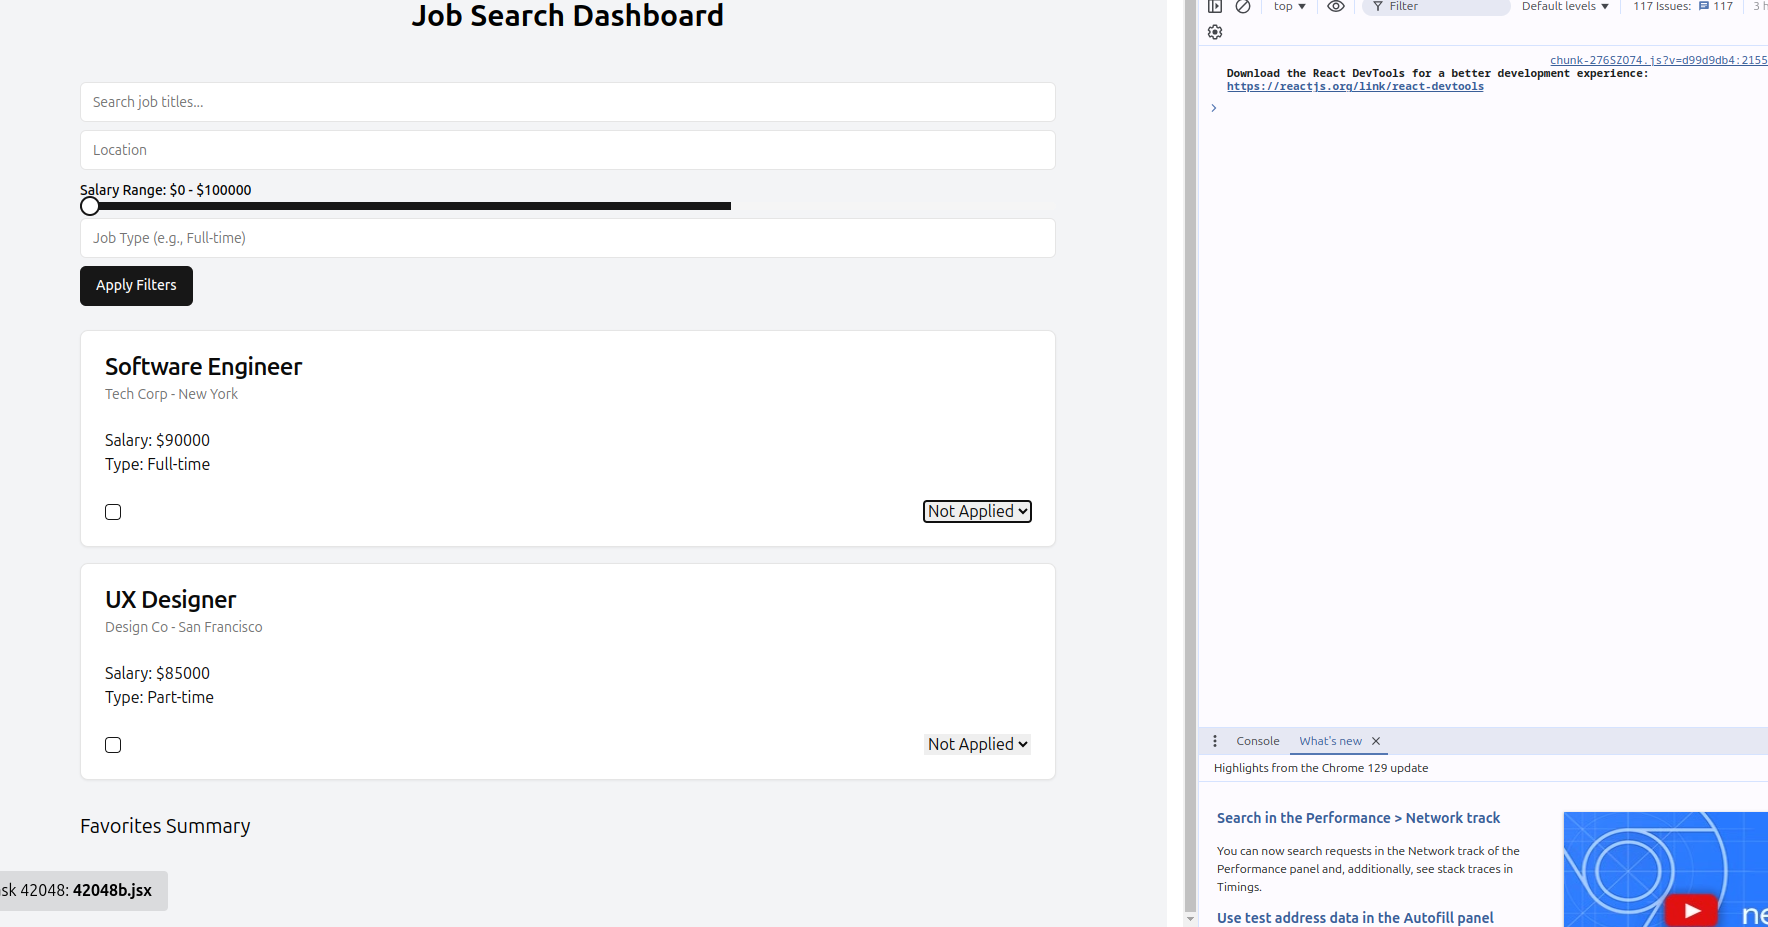 Job Search Dashboard
Search job titles...
Location
Salary Range: $0 - $100000
Job Type (e.g., Full-time)
Apply Filters
Software Engineer
Tech Corp - New York
Salary: $90000
Type: Full-time
Not Applied
UX Designer
Design Co - San Francisco
Salary: $85000
Type: Part-time
Not Applied
Favorites Summary
sk 42048: 42048b.jsx
top
Filter
Default levels
117 Issues:
117
3 h
chunk-276SZO74.js?v=d99d9db4:2155
Download the React DevTools for a better development experience:
https://reactjs.org/link/react-devtools
Console
What's new
Highlights from the Chrome 129 update
Search in the Performance > Network track
You can now search requests in the Network track of the
Performance panel and, additionally, see stack traces in
Timings.
Use test address data in the Autofill panel
ne